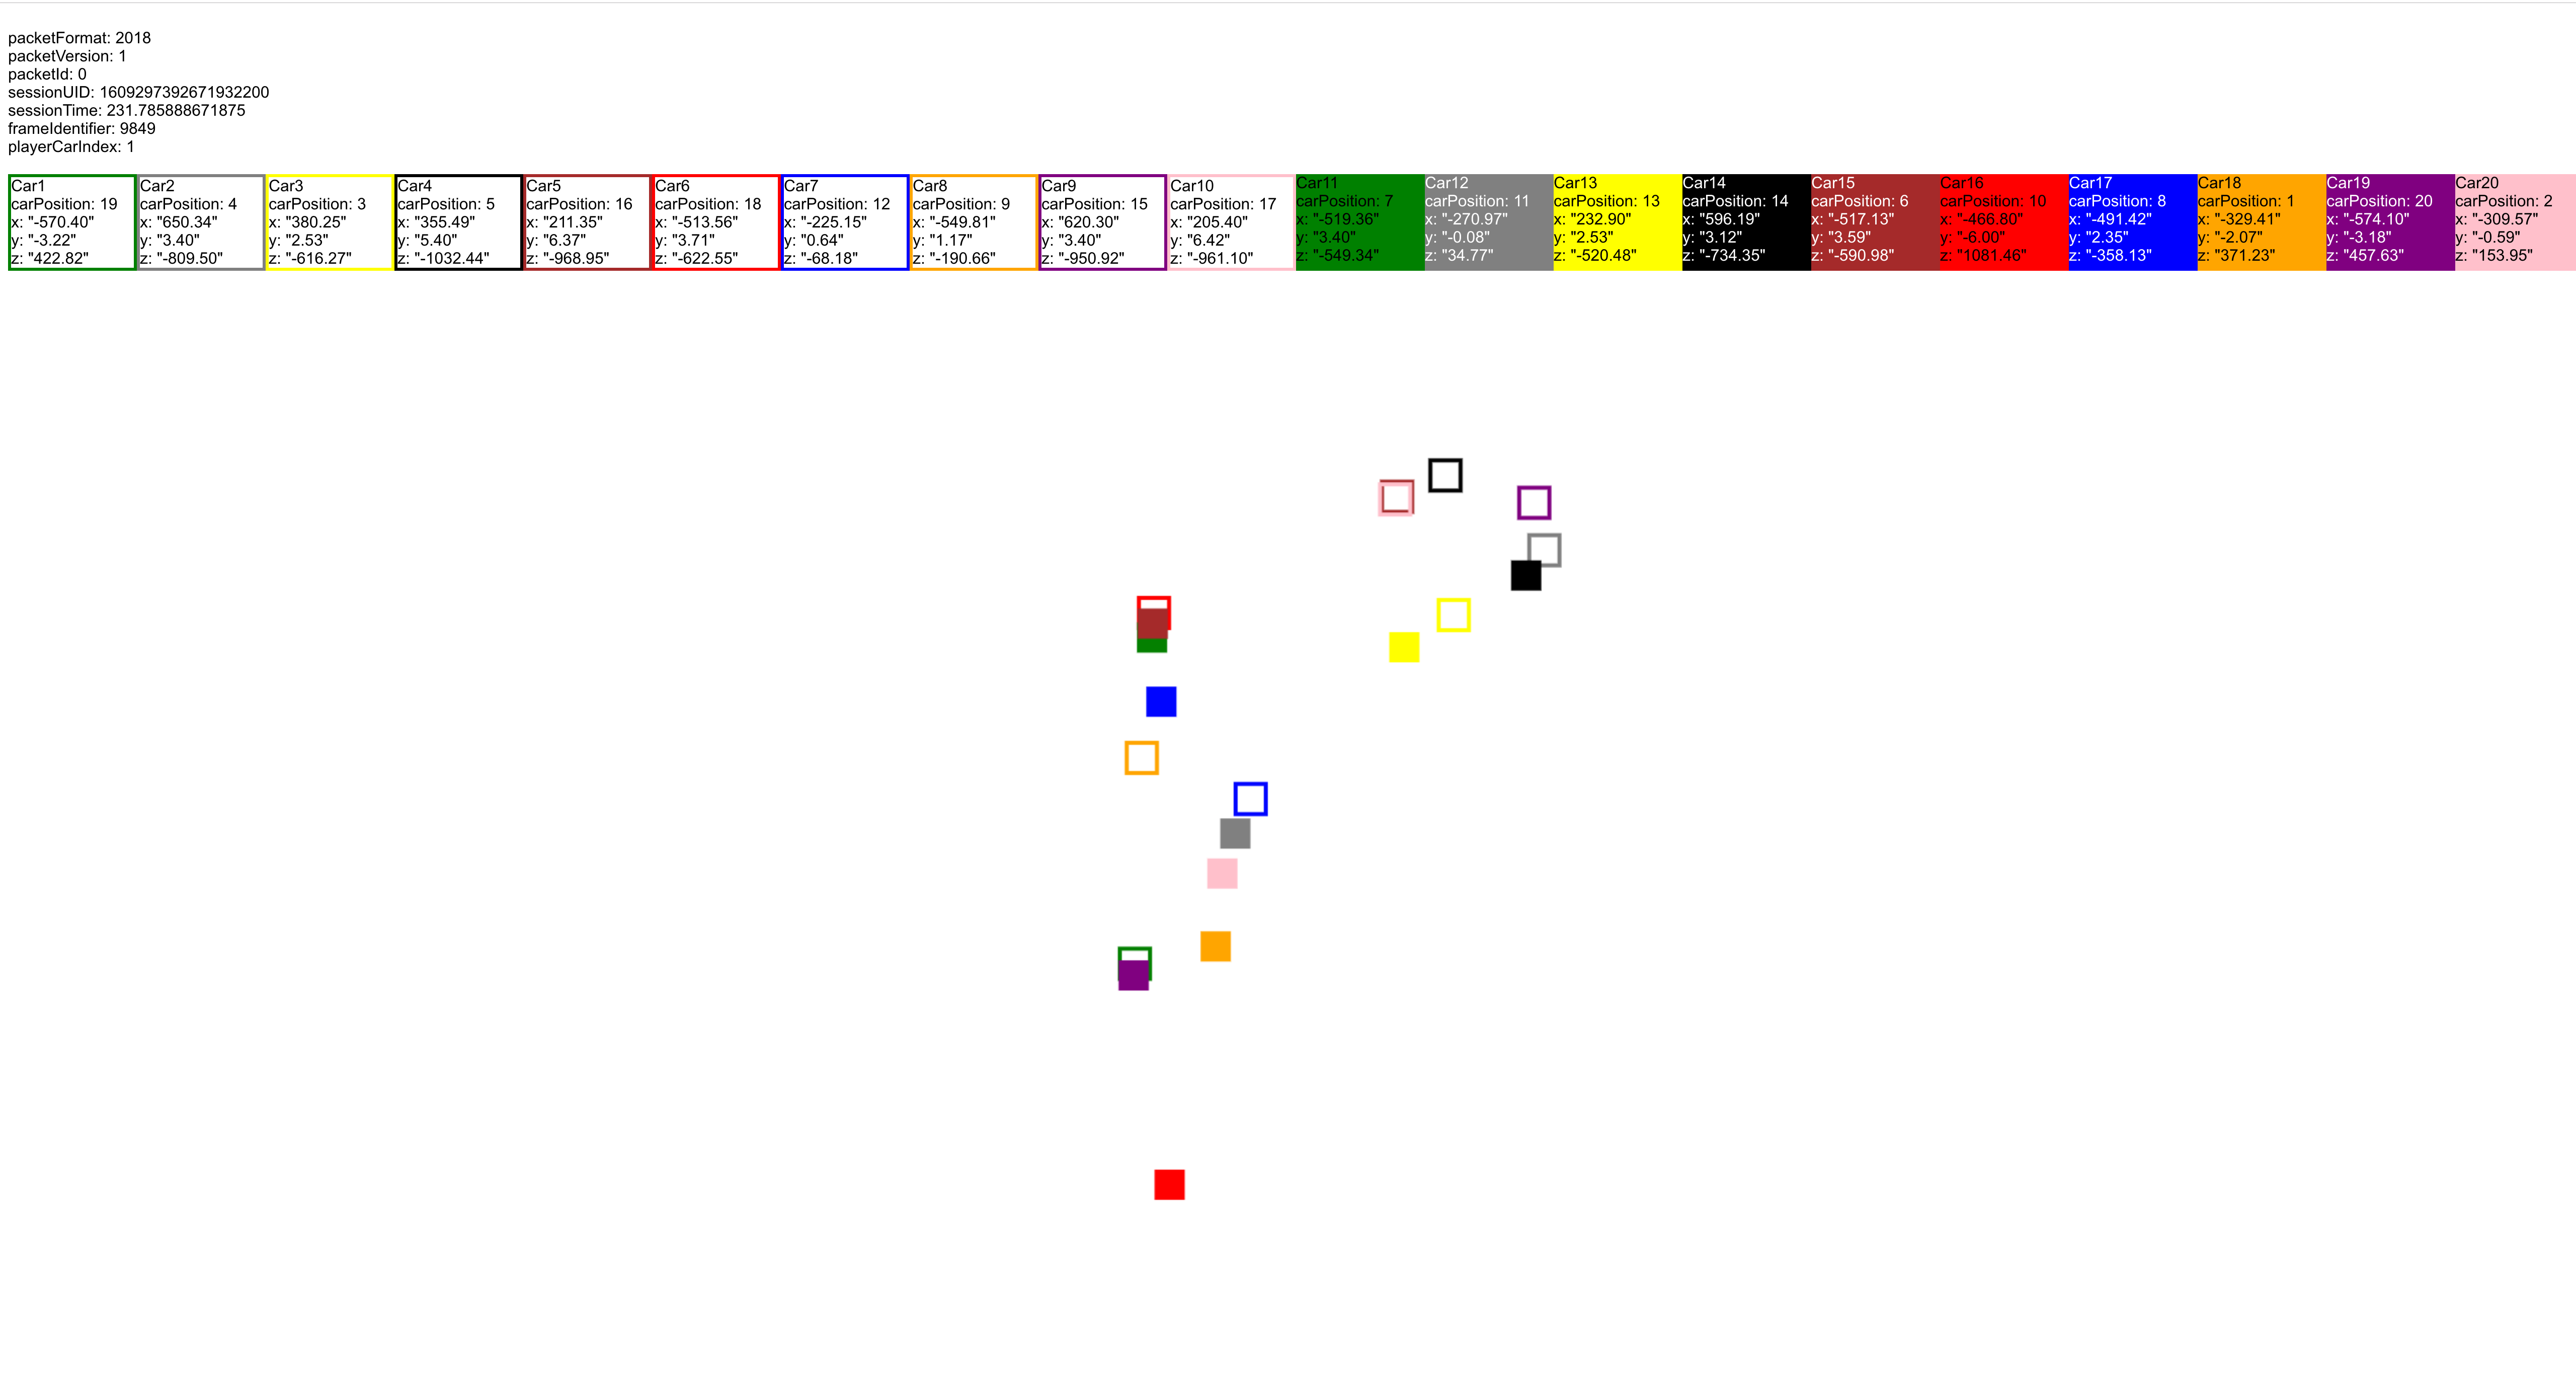 packetFormat: 2018
packetVersion: 1
packetId: 0
sessionUID: 1609297392671932200
sessionTime: 231.785888671875
frameIdentifier: 9849
playerCarIndex: 1
Car1
carPosition: 19
x: "-570.40"
y: "-3.22"
z: "422.82"
Car2
carPosition: 4
x: "650.34"
y: "3.40"
z: "-809.50"
Car3
carPosition: 3
x: "380.25"
y: "2.53"
z: "-616.27"
Car4
carPosition: 5
x: "355.49"
y: "5.40"
z: "-1032.44"
Car5
carPosition: 16
x: "211.35"
y: "6.37"
z: "-968.95"
Car6
carPosition: 18
x: "-513.56"
y: "3.71"
z: "-622.55"
Car7
carPosition: 12
x: "-225.15"
y: "0.64"
z: "-68.18"
Car8
carPosition: 9
x: "-549.81"
y: "1.17"
z: "-190.66"
Car9
carPosition: 15
x: "620.30"
y: "3.40"
z: "-950.92"
Car10
carPosition: 17
x: "205.40"
y: "6.42"
z: "-961.10"
Car11
carPosition: 7
x: "-519.36"
y: "3.40"
z: "-549.34"
Car12
carPosition: 11
x: "-270.97"
y: "-0.08"
z: "34.77"
Car13
carPosition: 13
x: "232.90"
y: "2.53"
z: "-520.48"
Car14
carPosition: 14
x: "596.19"
y: "3.12"
z: "-734.35"
Car15
carPosition: 6
x: "-517.13"
y: "3.59"
z: "-590.98"
Car16
carPosition: 10
x: "-466.80"
y: "-6.00"
z: "1081.46"
Car17
carPosition: 8
x: "-491.42"
y: "2.35"
z: "-358.13"
Car18
carPosition: 1
x: "-329.41"
y: "-2.07"
z: "371.23"
Car19
carPosition: 20
x: "-574.10"
y: "-3.18"
z: "457.63"
Car20
carPosition: 2
x: "-309.57"
y: "-0.59"
z: "153.95"